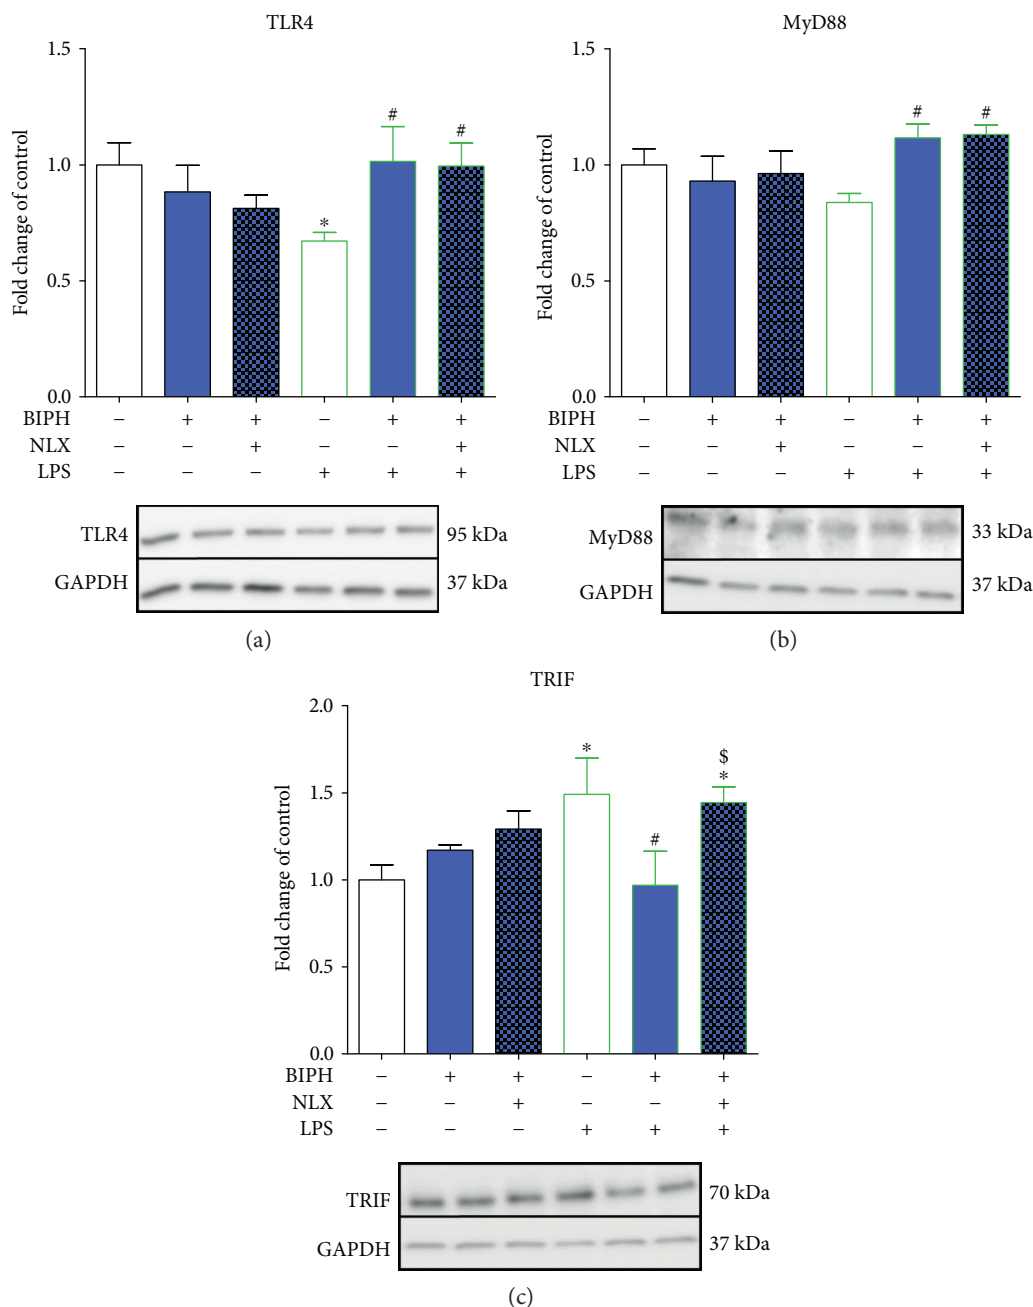 TLR4
1.5
1.0
0.5
0.0
Fold change of control
*
#
#
BIPH − + + − + +
NLX − − + − − +
LPS − − − + + +
TLR4 95 kDa
GAPDH 37 kDa
(a)
MyD88
1.5
1.0
0.5
0.0
Fold change of control
#
#
BIPH − + + − + +
NLX − − + − − +
LPS − − − + + +
MyD88 33 kDa
GAPDH 37 kDa
(b)
TRIF
2.0
1.5
1.0
0.5
0.0
Fold change of control
*
#
$
*
BIPH − + + − + +
NLX − − + − − +
LPS − − − + + +
TRIF 70 kDa
GAPDH 37 kDa
(c)